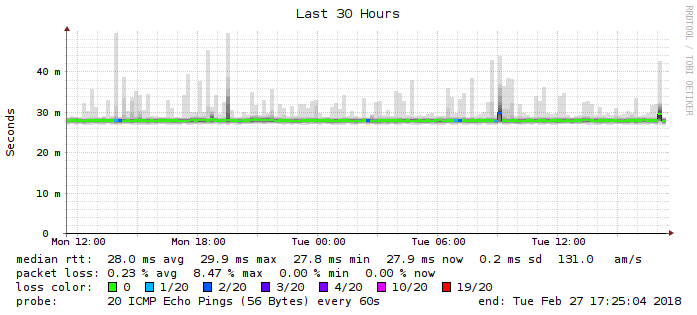 Last 30 Hours
RRDTOOL / TOBI OETIKER
Seconds
40 m
30 m
20 m
10 m
0
Mon 12:00 Mon 18:00 Tue 00:00 Tue 06:00 Tue 12:00
median rtt: 28.0 ms avg 29.9 ms max 27.8 ms min 27.9 ms now 0.2 ms sd 131.0 am/s
packet loss: 0.23 % avg 8.47 % max 0.00 % min 0.00 % now
loss color: 0 1/20 2/20 3/20 4/20 10/20 19/20
probe: 20 ICMP Echo Pings (56 Bytes) every 60s end: Tue Feb 27 17:25:04 2018